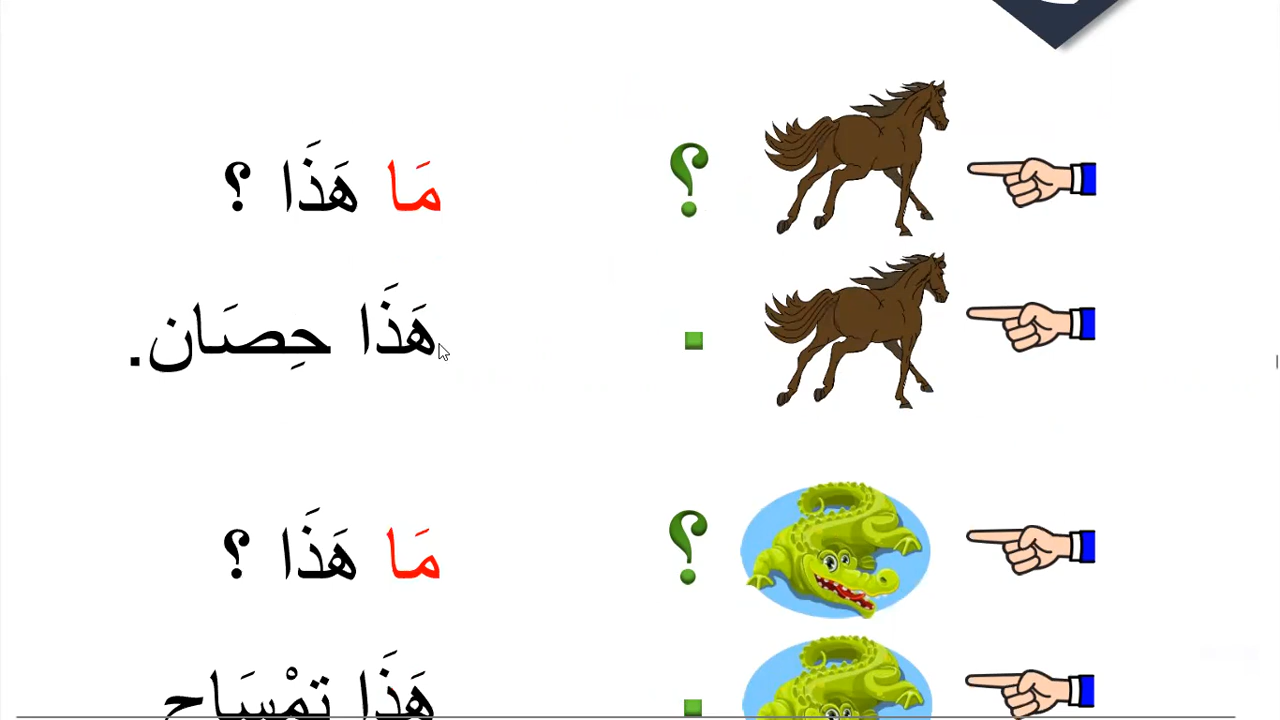 مَا هَذَا ؟
هَذَا حِصَان.
مَا هَذَا ؟
هَذَا تِمْسَاح